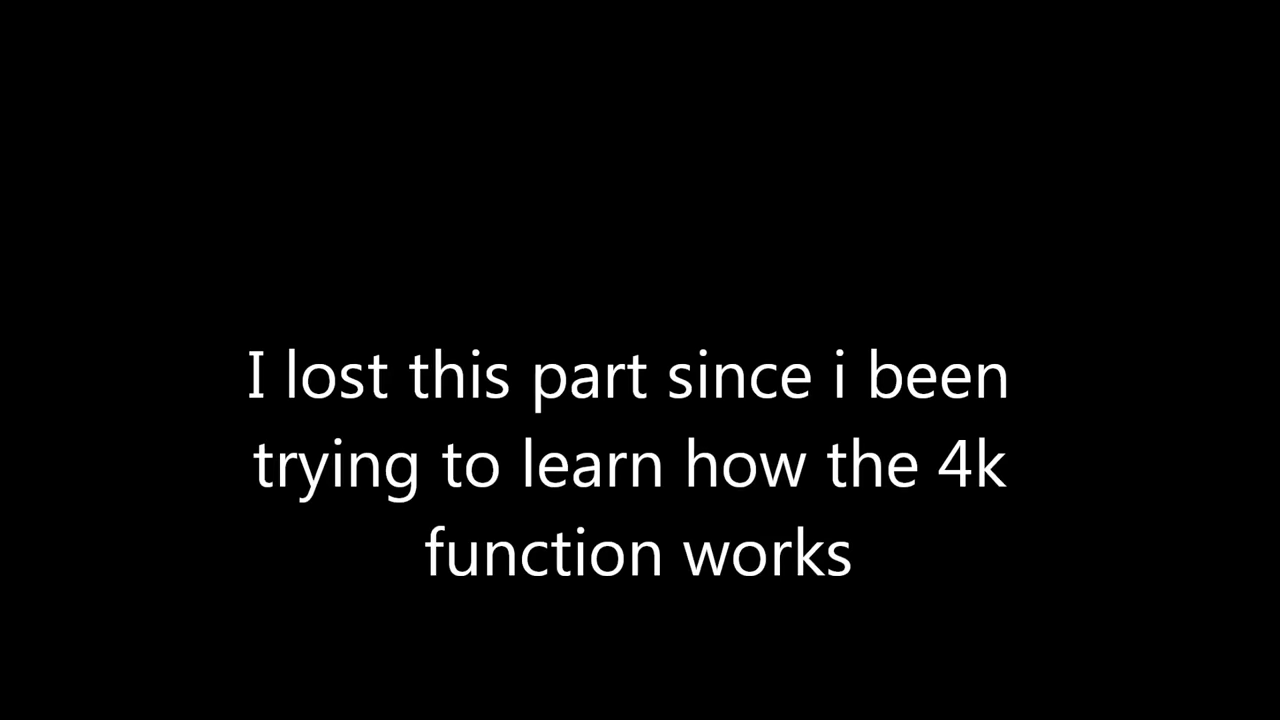 I lost this part since i been
trying to learn how the 4k
function works